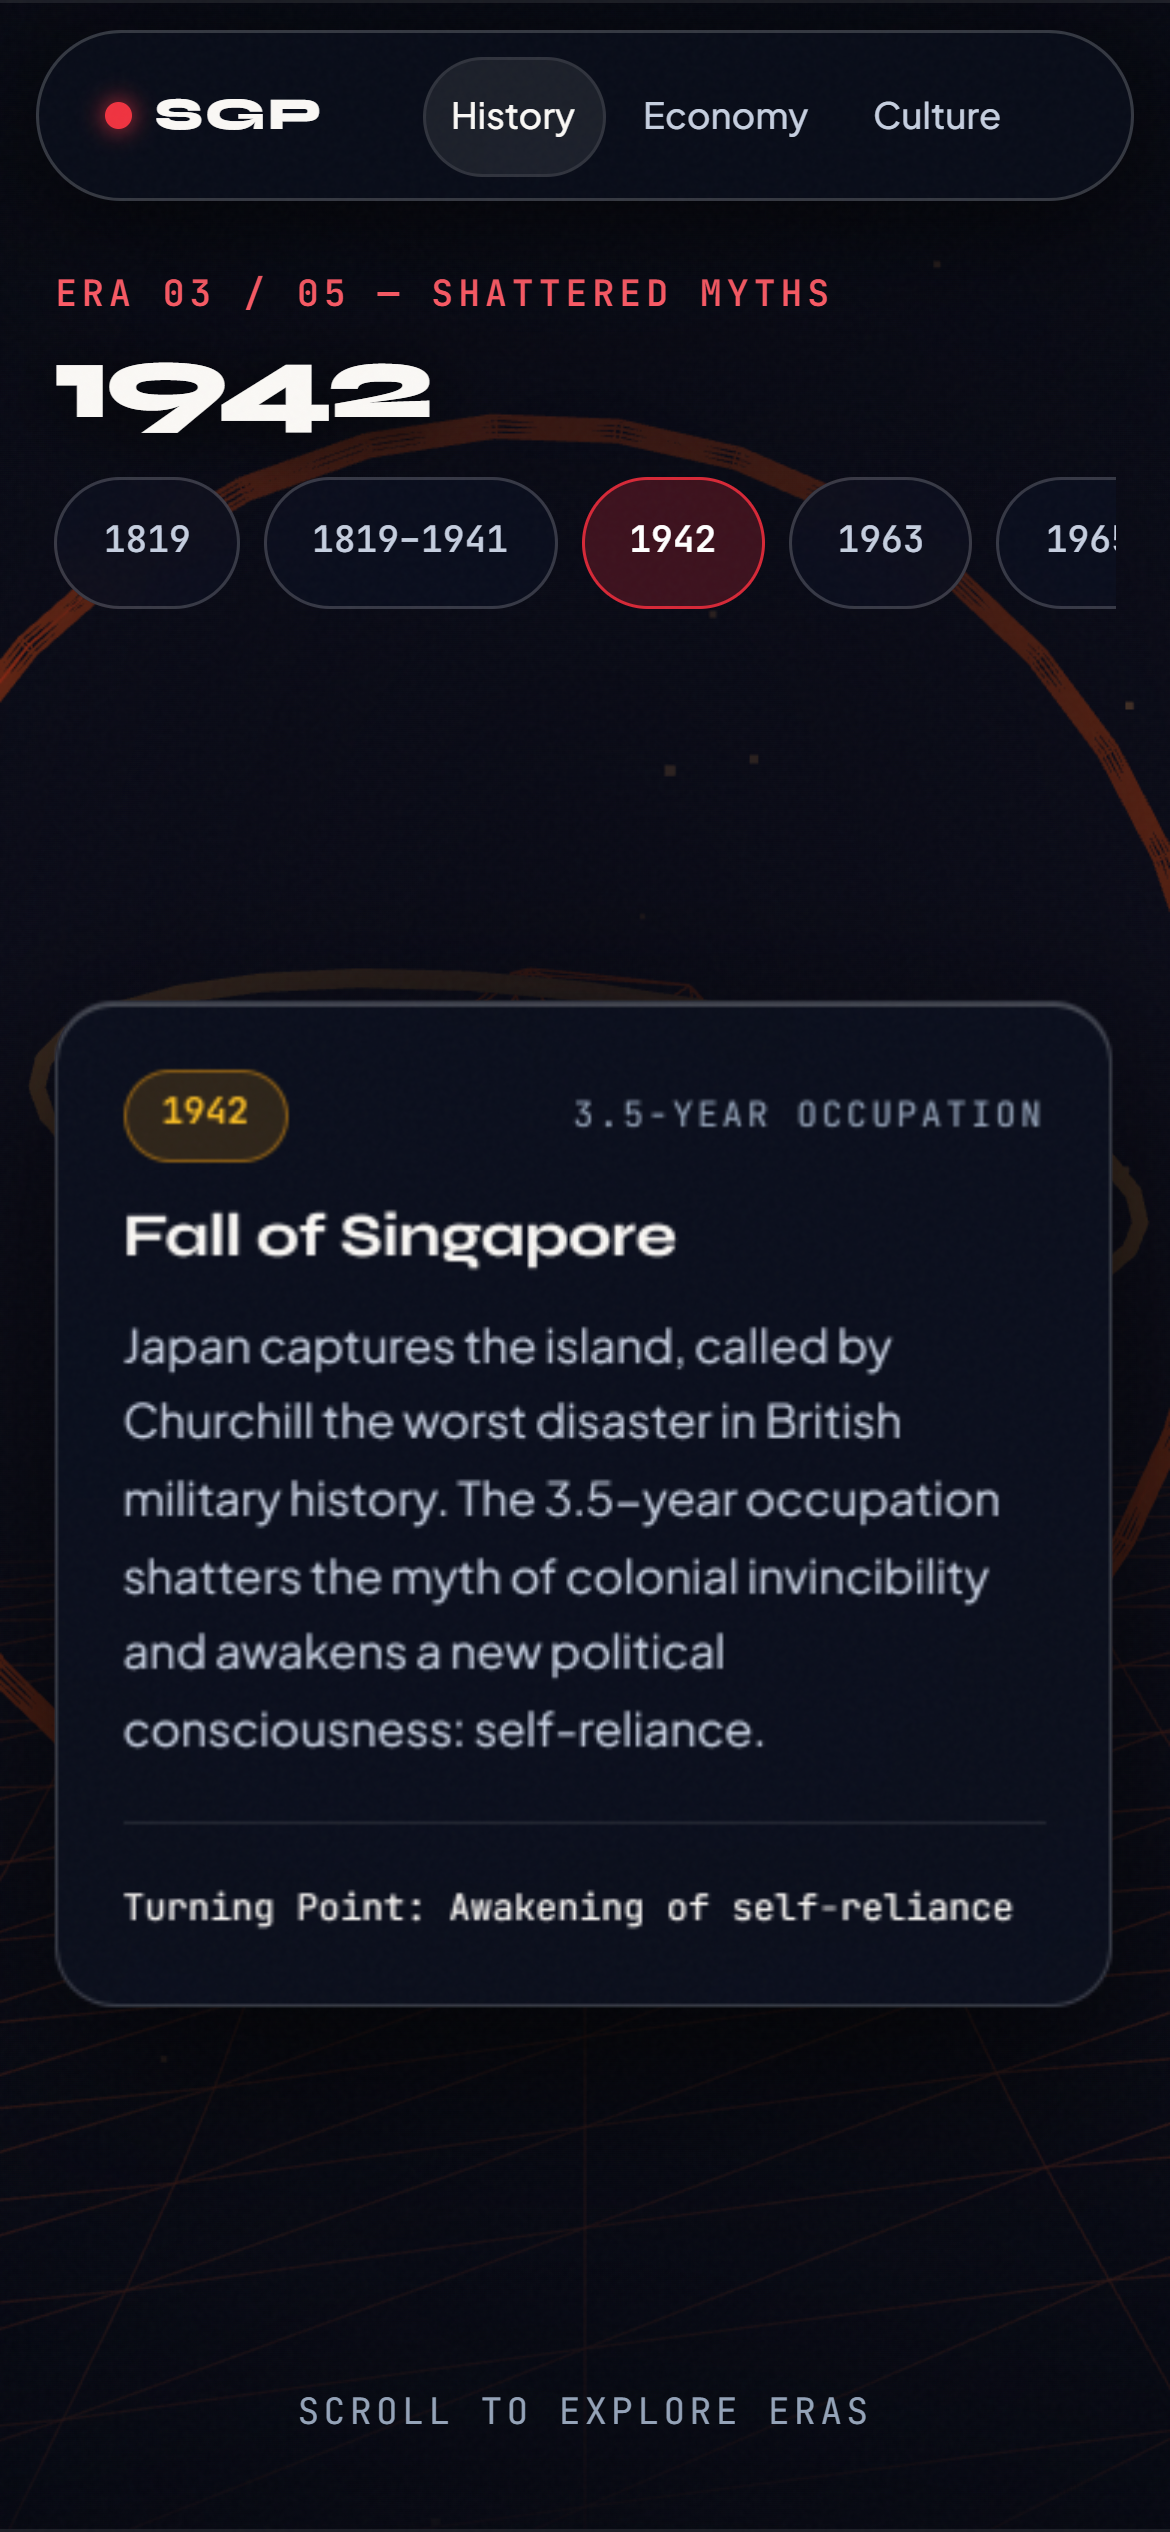 SGP
History Economy Culture
ERA 03 / 05 — SHATTERED MYTHS
1942
1819 1819–1941 1942 1963
1942 3.5-YEAR OCCUPATION
Fall of Singapore
Japan captures the island, called by
Churchill the worst disaster in British
military history. The 3.5–year occupation
shatters the myth of colonial invincibility
and awakens a new political
consciousness: self-reliance.
Turning Point: Awakening of self-reliance
SCROLL TO EXPLORE ERAS